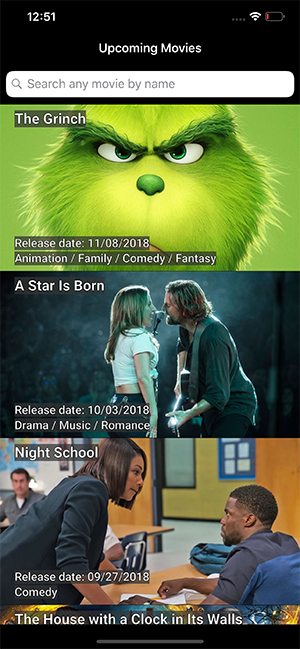 12:51
Upcoming Movies
Search any movie by name
The Grinch
Release date: 11/08/2018
Animation / Family / Comedy / Fantasy
A Star Is Born
Release date: 10/03/2018
Drama / Music / Romance
Night School
Release date: 09/27/2018
Comedy
The House with a Clock in Its Walls